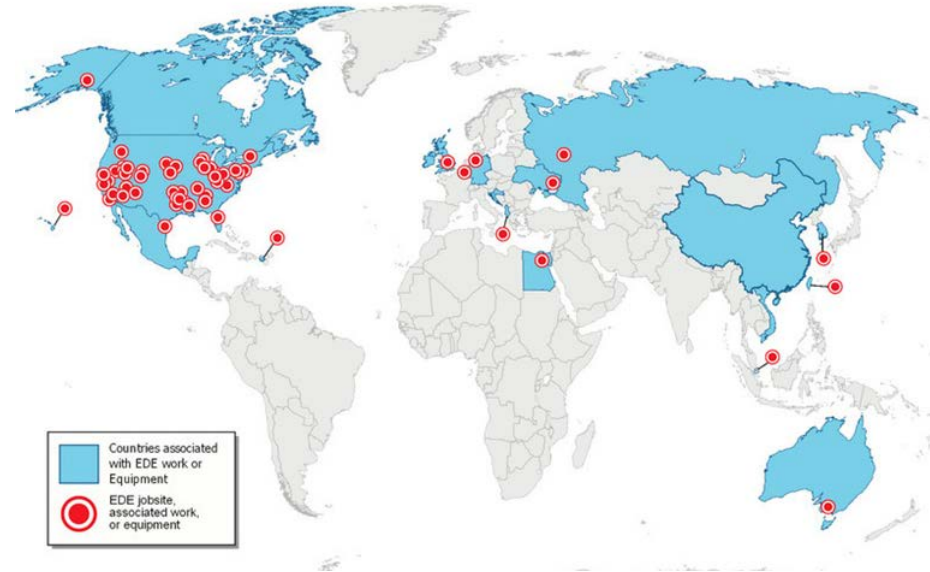 Countries associated
with EDE work or
Equipment
EDE jobsite,
associated work,
or equipment